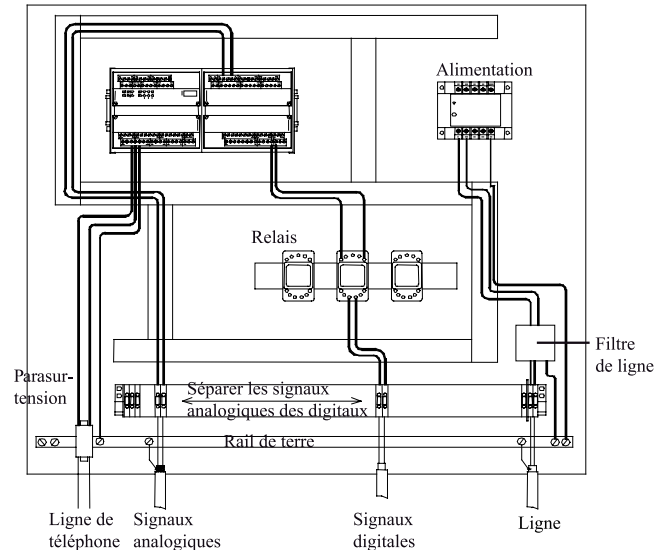 Alimentation
Relais
Filtre
de ligne
Parasur-
tension
Séparer les signaux
analogiques des digitaux
Rail de terre
Ligne de
téléphone
Signaux
analogiques
Signaux
digitales
Ligne